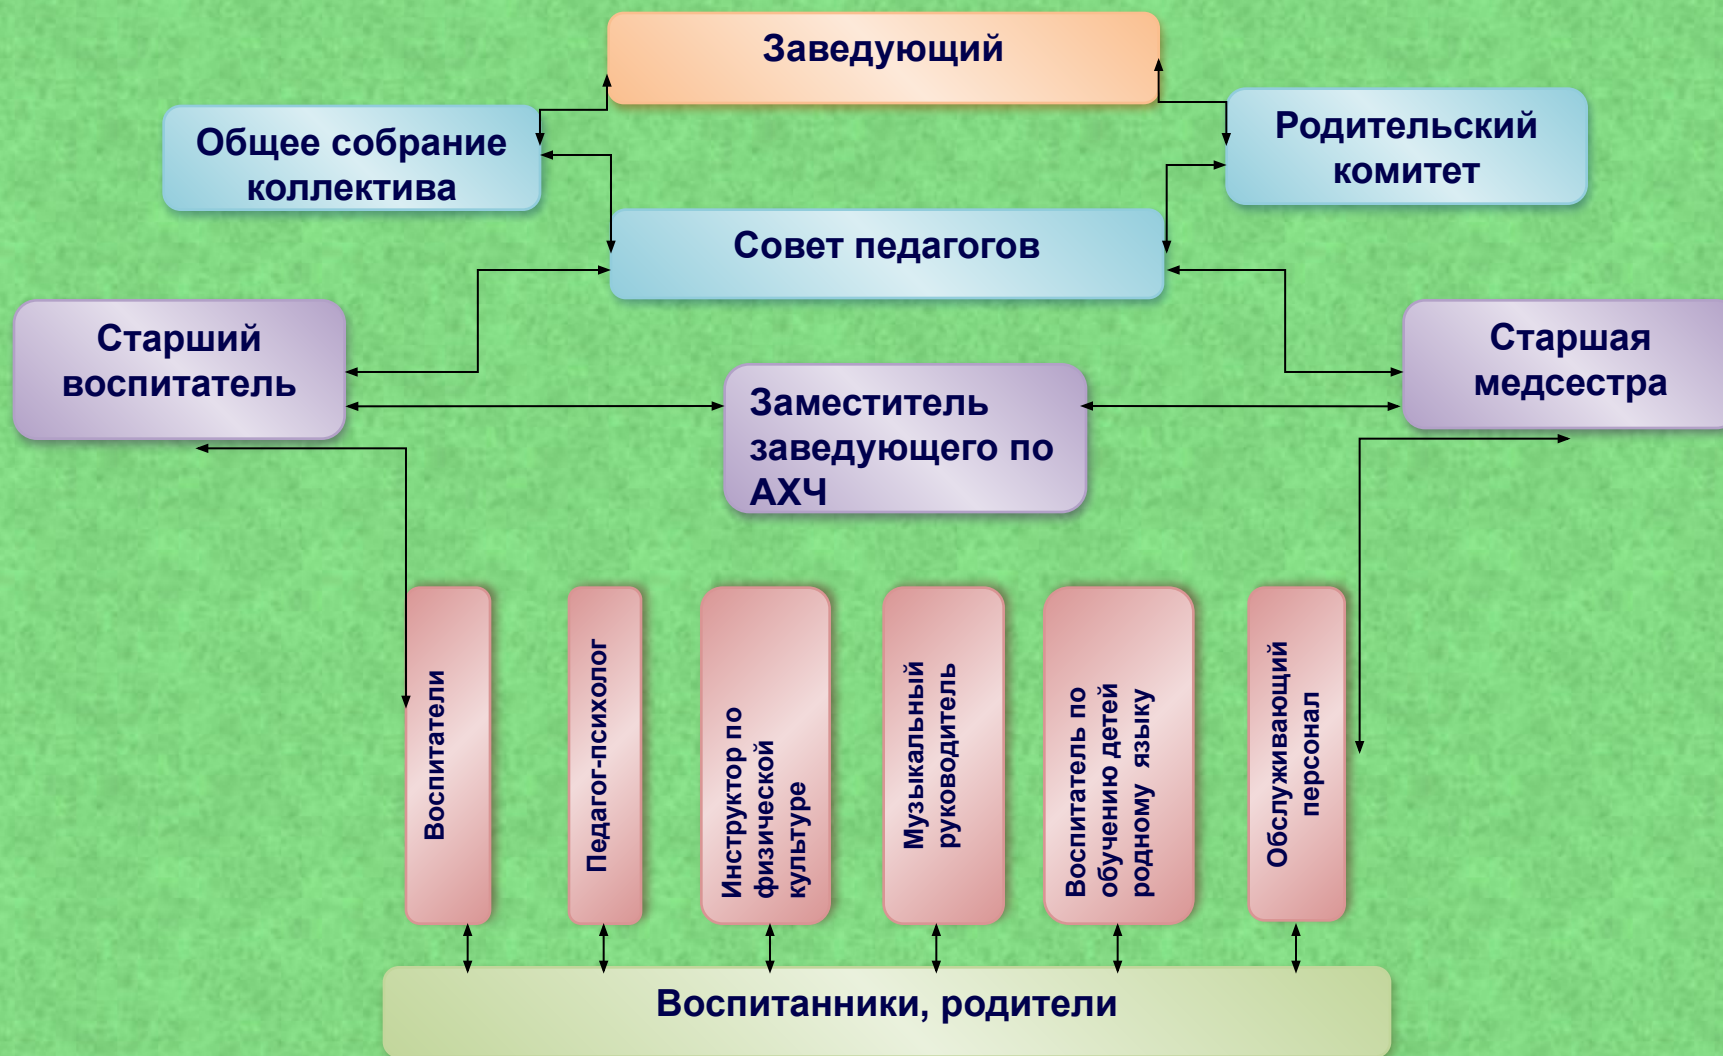 Заведующий
Общее собрание
коллектива
Родительский
комитет
Совет педагогов
Старший
воспитатель
Старшая
медсестра
Заместитель
заведующего по
АХЧ
Воспитатели
Педагог-психолог
Инструктор по
физической
культуре
Музыкальный
руководитель
Воспитатель по
обучению детей
родному языку
Обслуживающий
персонал
Воспитанники, родители